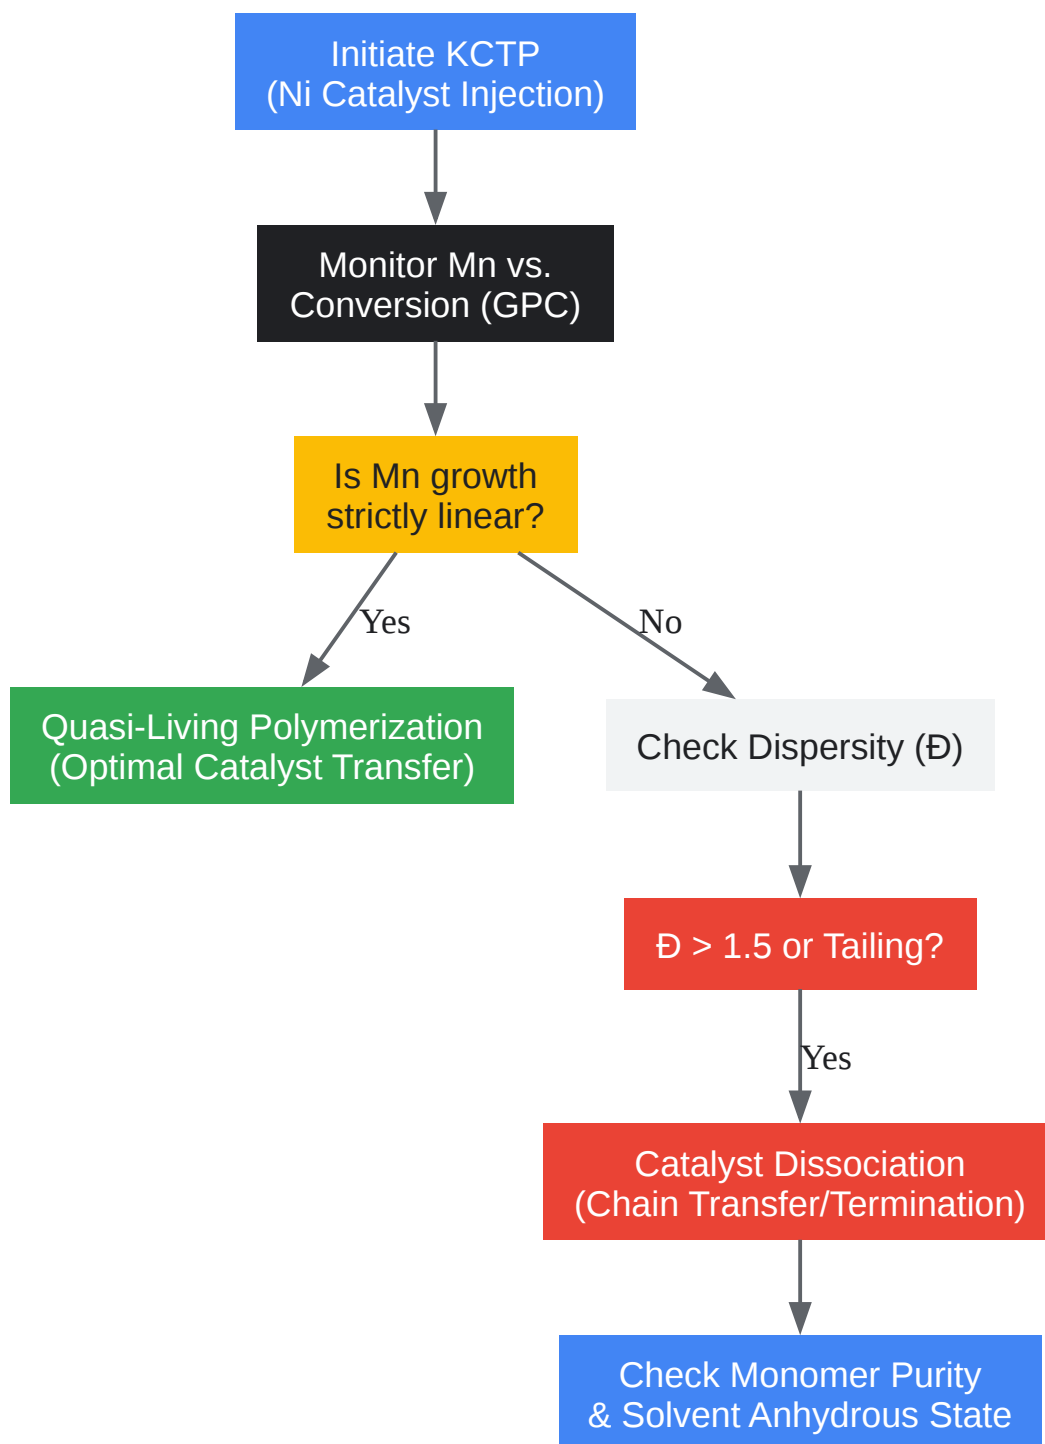 Initiate KCTP
(Ni Catalyst Injection)
Monitor Mn vs.
Conversion (GPC)
Is Mn growth
strictly linear?
Yes
No
Quasi-Living Polymerization
(Optimal Catalyst Transfer)
Check Dispersity (Đ)
Đ > 1.5 or Tailing?
Yes
Catalyst Dissociation
(Chain Transfer/Termination)
Check Monomer Purity
& Solvent Anhydrous State